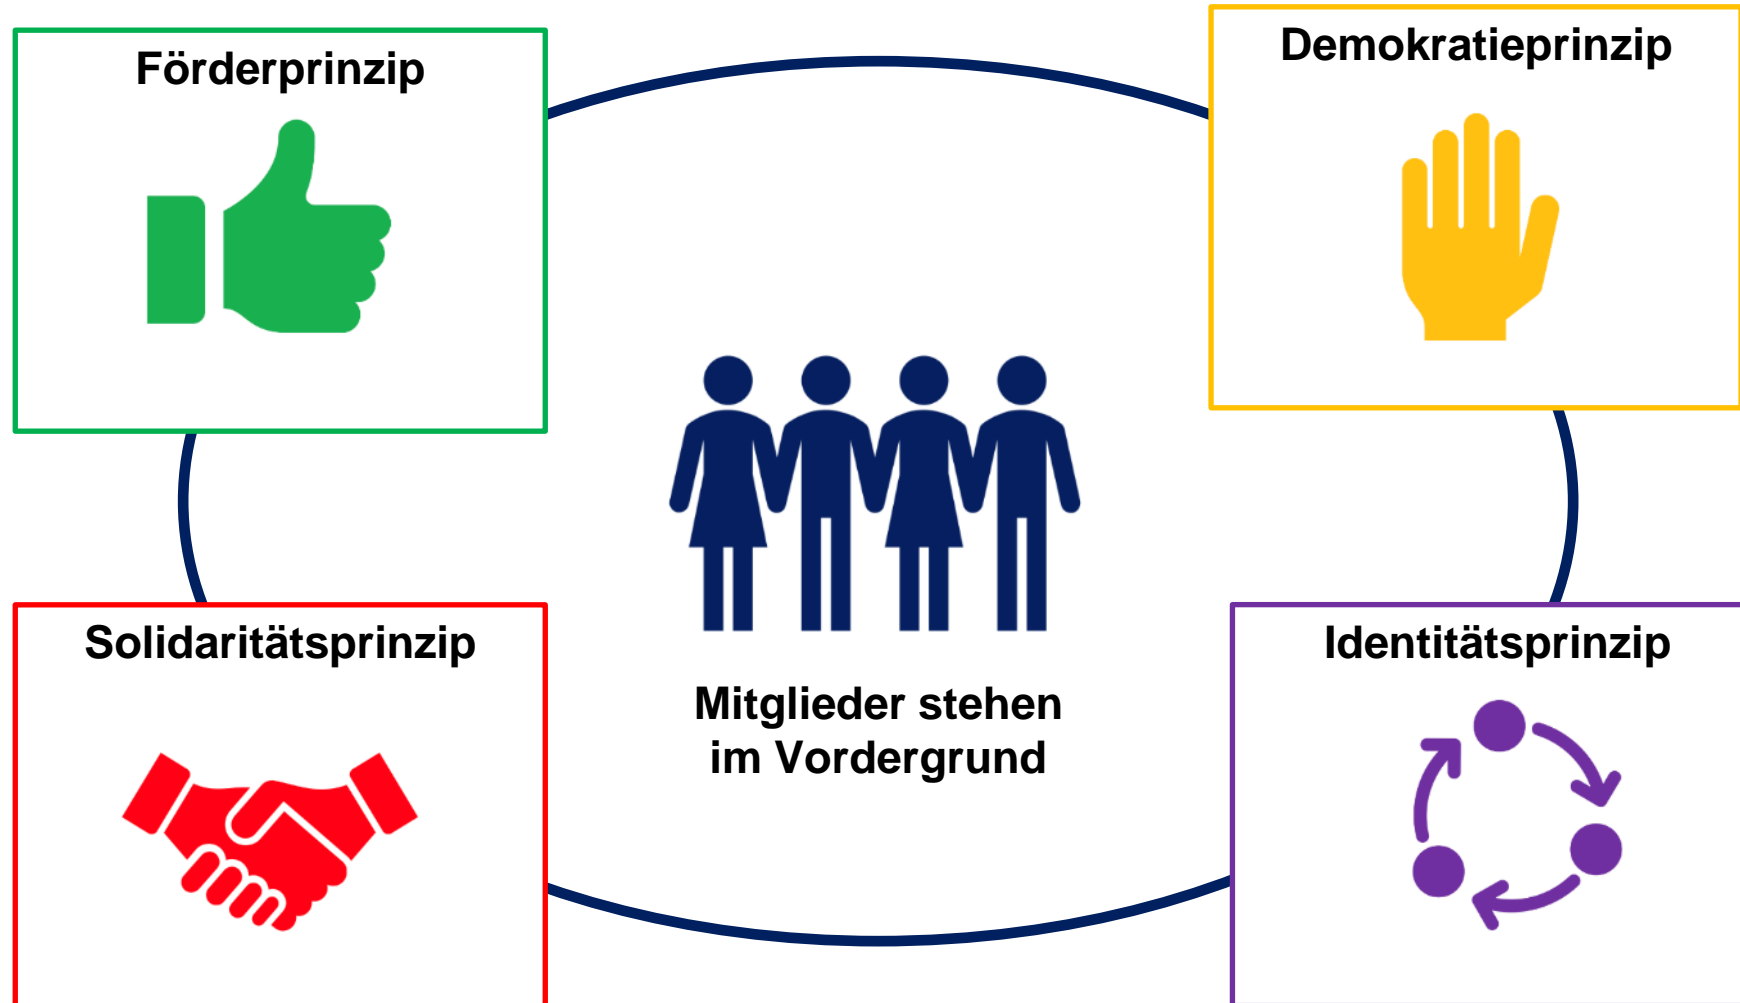 Förderprinzip
Demokratieprinzip
Solidaritätsprinzip
Identitätsprinzip
Mitglieder stehen
im Vordergrund